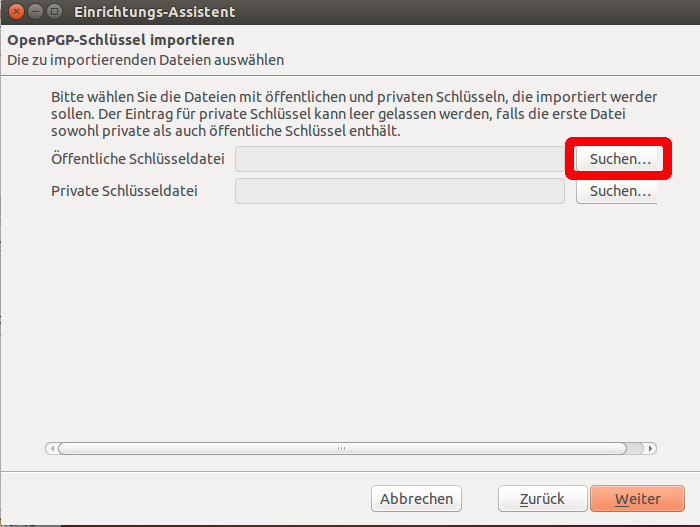 Einrichtungs-Assistent
OpenPGP-Schlüssel importieren
Die zu importierenden Dateien auswählen
Bitte wählen Sie die Dateien mit öffentlichen und privaten Schlüsseln, die importiert werder
sollen. Der Eintrag für private Schlüssel kann leer gelassen werden, falls die erste Datei
sowohl private als auch öffentliche Schlüssel enthält.
Öffentliche Schlüsseldatei Suchen...
Private Schlüsseldatei Suchen...
Abbrechen Zurück Weiter